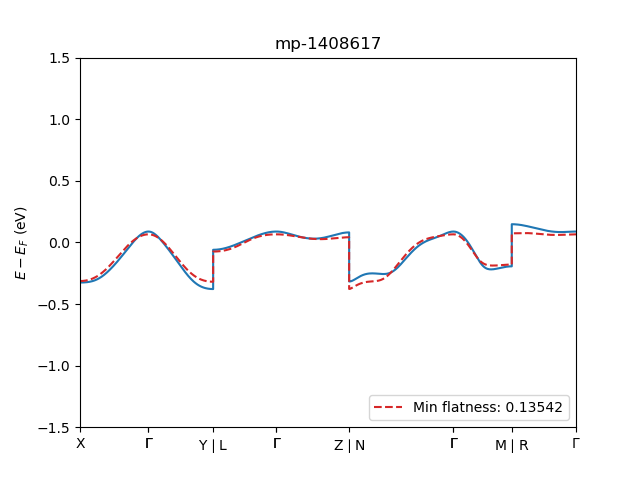 mp-1408617
1.5
1.0
0.5
0.0
−0.5
−1.0
−1.5
E − E_F (eV)
Min flatness: 0.13542
X Γ Y | L Γ Z | N Γ M | R Γ